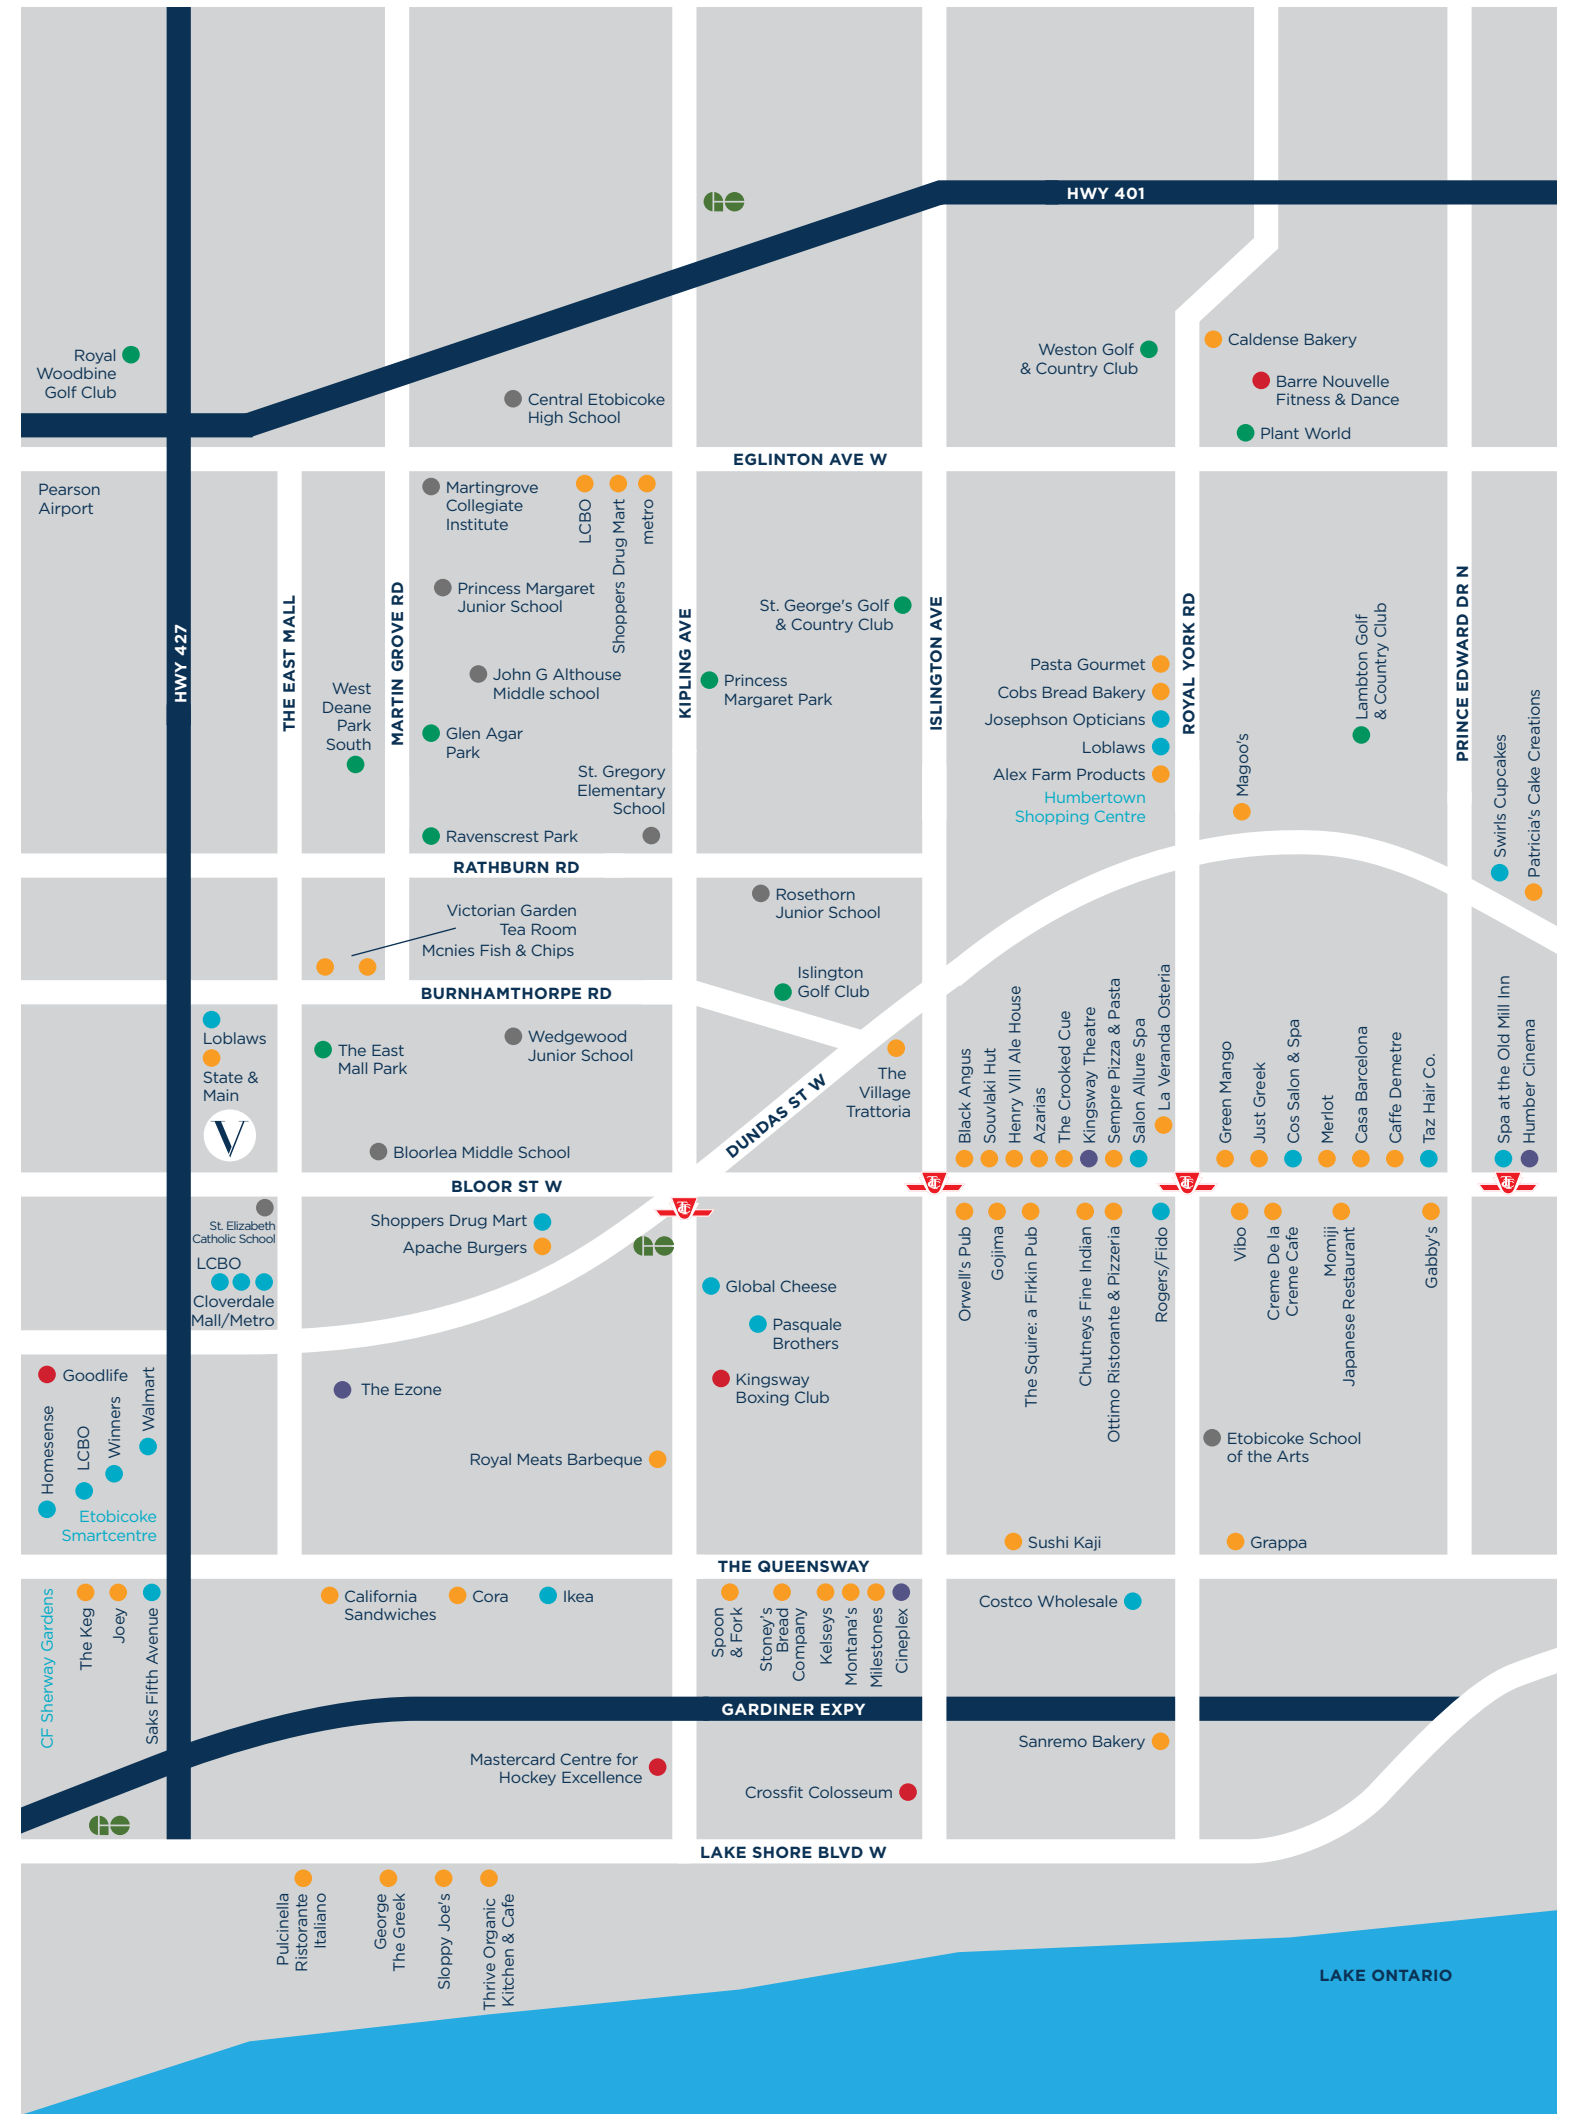 HWY 401
Royal
Woodbine
Golf Club
Weston Golf
& Country Club
Caldense Bakery
Barre Nouvelle
Fitness & Dance
Plant World
Central Etobicoke
High School
EGLINTON AVE W
Pearson
Airport
HWY 427
THE EAST MALL
MARTIN GROVE RD
KIPLING AVE
ISLINGTON AVE
ROYAL YORK RD
PRINCE EDWARD DR N
Martingrove
Collegiate
Institute
LCBO
Shoppers Drug Mart
metro
Princess Margaret
Junior School
John G Althouse
Middle school
West
Deane
Park
South
Glen Agar
Park
St. Gregory
Elementary
School
Ravenscrest Park
St. George's Golf
& Country Club
Princess
Margaret Park
Pasta Gourmet
Cobs Bread Bakery
Josephson Opticians
Loblaws
Alex Farm Products
Humbertown
Shopping Centre
Magoo's
Lambton Golf
& Country Club
Swirls Cupcakes
Patricia's Cake Creations
RATHBURN RD
Victorian Garden
Tea Room
Mcnies Fish & Chips
Rosethorn
Junior School
Islington
Golf Club
BURNHAMTHORPE RD
Loblaws
State &
Main
V
The East
Mall Park
Wedgewood
Junior School
Bloorlea Middle School
The
Village
Trattoria
DUNDAS ST W
Black Angus
Souvlaki Hut
Henry VIII Ale House
Azarias
The Crooked Cue
Kingsway Theatre
Sempre Pizza & Pasta
Salon Allure Spa
La Veranda Osteria
Green Mango
Just Greek
Cos Salon & Spa
Merlot
Casa Barcelona
Caffe Demetre
Taz Hair Co.
Spa at the Old Mill Inn
Humber Cinema
BLOOR ST W
St. Elizabeth
Catholic School
LCBO
Cloverdale
Mall/Metro
Shoppers Drug Mart
Apache Burgers
GO
Global Cheese
Pasquale
Brothers
Kingsway
Boxing Club
Orwell's Pub
Gojima
The Squire: a Firkin Pub
Chutneys Fine Indian
Ottimo Ristorante & Pizzeria
Rogers/Fido
Vibo
Creme De la
Creme Cafe
Momiji
Japanese Restaurant
Gabby's
Goodlife
Homesense
LCBO
Winners
Walmart
Etobicoke
Smartcentre
The Ezone
Royal Meats Barbeque
Etobicoke School
of the Arts
Sushi Kaji
Grappa
THE QUEENSWAY
CF Sherway Gardens
The Keg
Joey
Saks Fifth Avenue
California
Sandwiches
Cora
Ikea
Spoon
& Fork
Stoney's
Bread
Company
Kelseys
Montana's
Milestones
Cineplex
Costco Wholesale
GARDINER EXPY
Mastercard Centre for
Hockey Excellence
Crossfit Colosseum
Sanremo Bakery
GO
LAKE SHORE BLVD W
Pulcinella
Ristorante
Italiano
George
The Greek
Sloppy Joe's
Thrive Organic
Kitchen & Cafe
LAKE ONTARIO
GO
TTC
TTC
TTC
TTC